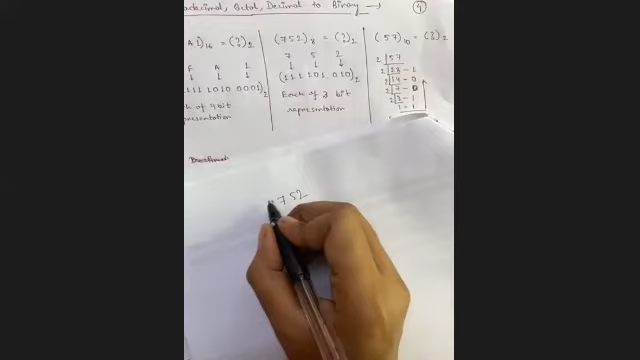 adecimal, Octal, Decimal to Binary → 4
A1)16 = (?)2
F A 1
↓ ↓ ↓
1111 1010 0001)2
ch of 4 bit
presentation
(752)8 = (?)2
7 5 2
↓ ↓ ↓
(111 101 010)2
Each of 3 bit
representation
(57)10 = (?)2
2 57
2 28 - 1
2 14 - 0
2 7 - 0
2 3 - 1
1 - 1
752